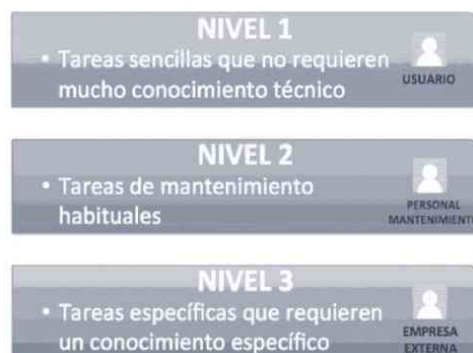 NIVEL 1
• Tareas sencillas que no requieren
mucho conocimiento técnico
USUARIO
NIVEL 2
• Tareas de mantenimiento
habituales
PERSONAL
MANTENIMIENTO
NIVEL 3
• Tareas específicas que requieren
un conocimiento específico
EMPRESA
EXTERNA